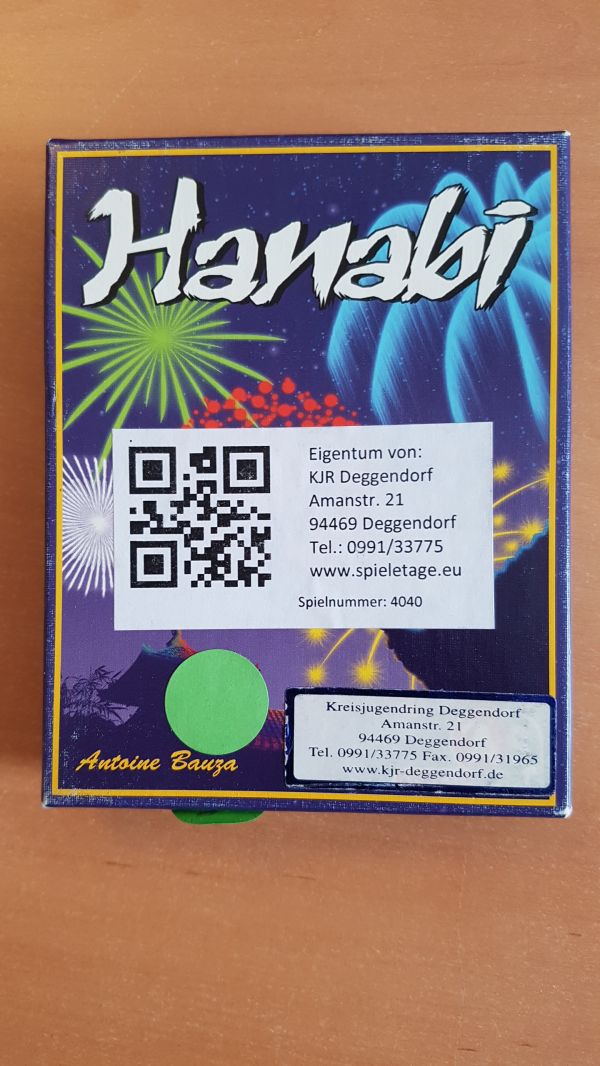 Hanabi
Eigentum von:
KJR Deggendorf
Amanstr. 21
94469 Deggendorf
Tel.: 0991/33775
www.spieletage.eu
Spielnummer: 4040
Kreisjugendring Deggendorf
Amanstr. 21
94469 Deggendorf
Tel. 0991/33775 Fax. 0991/31965
www.kjr-deggendorf.de
Antoine Bauza